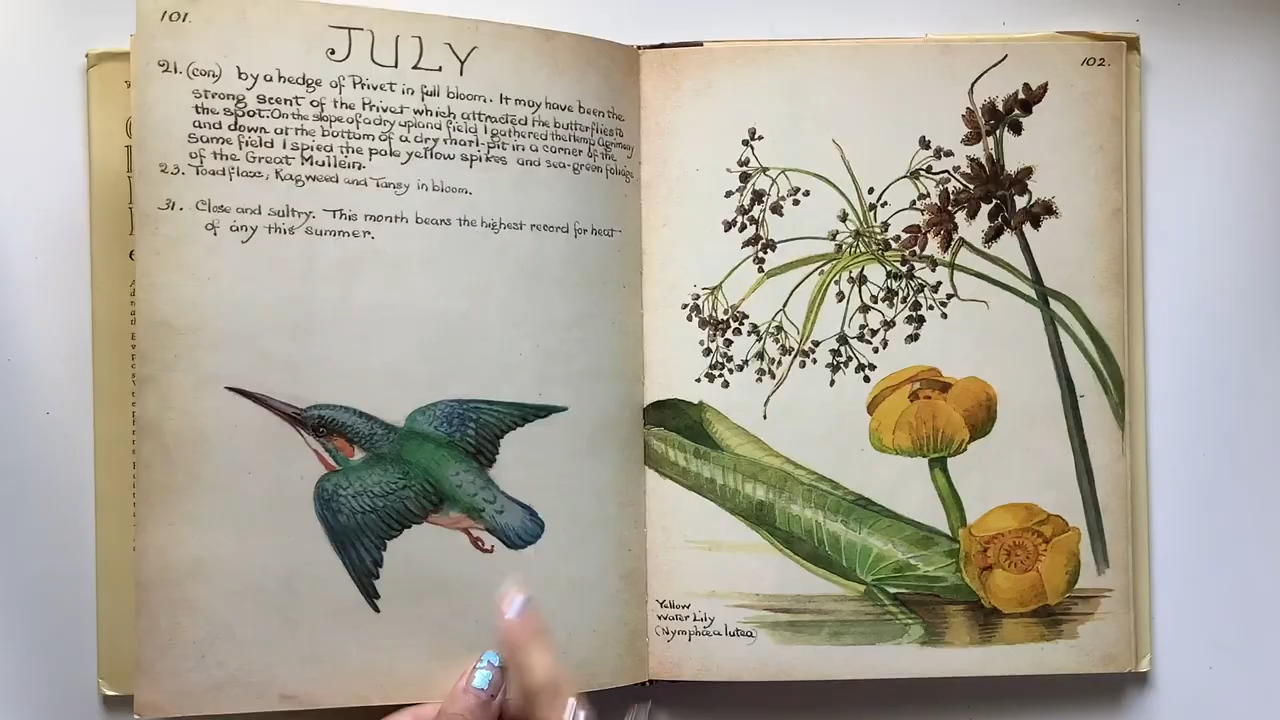 101.
JULY
21. (con) by a hedge of Privet in full bloom. It may have been the
strong scent of the Privet which attracted the butterflies to
the spot. On the slope of a dry upland field I gathered the Hemp Agrimony
and down at the bottom of a dry marl-pit in a corner of the
same field I spied the pale yellow spikes and sea-green foliage
of the Great Mullein.
23. Toadflax, Ragweed and Tansy in bloom.
31. Close and sultry. This month bears the highest record for heat
of any this summer.
102.
Yellow
Water Lily
(Nymphœa lutea)